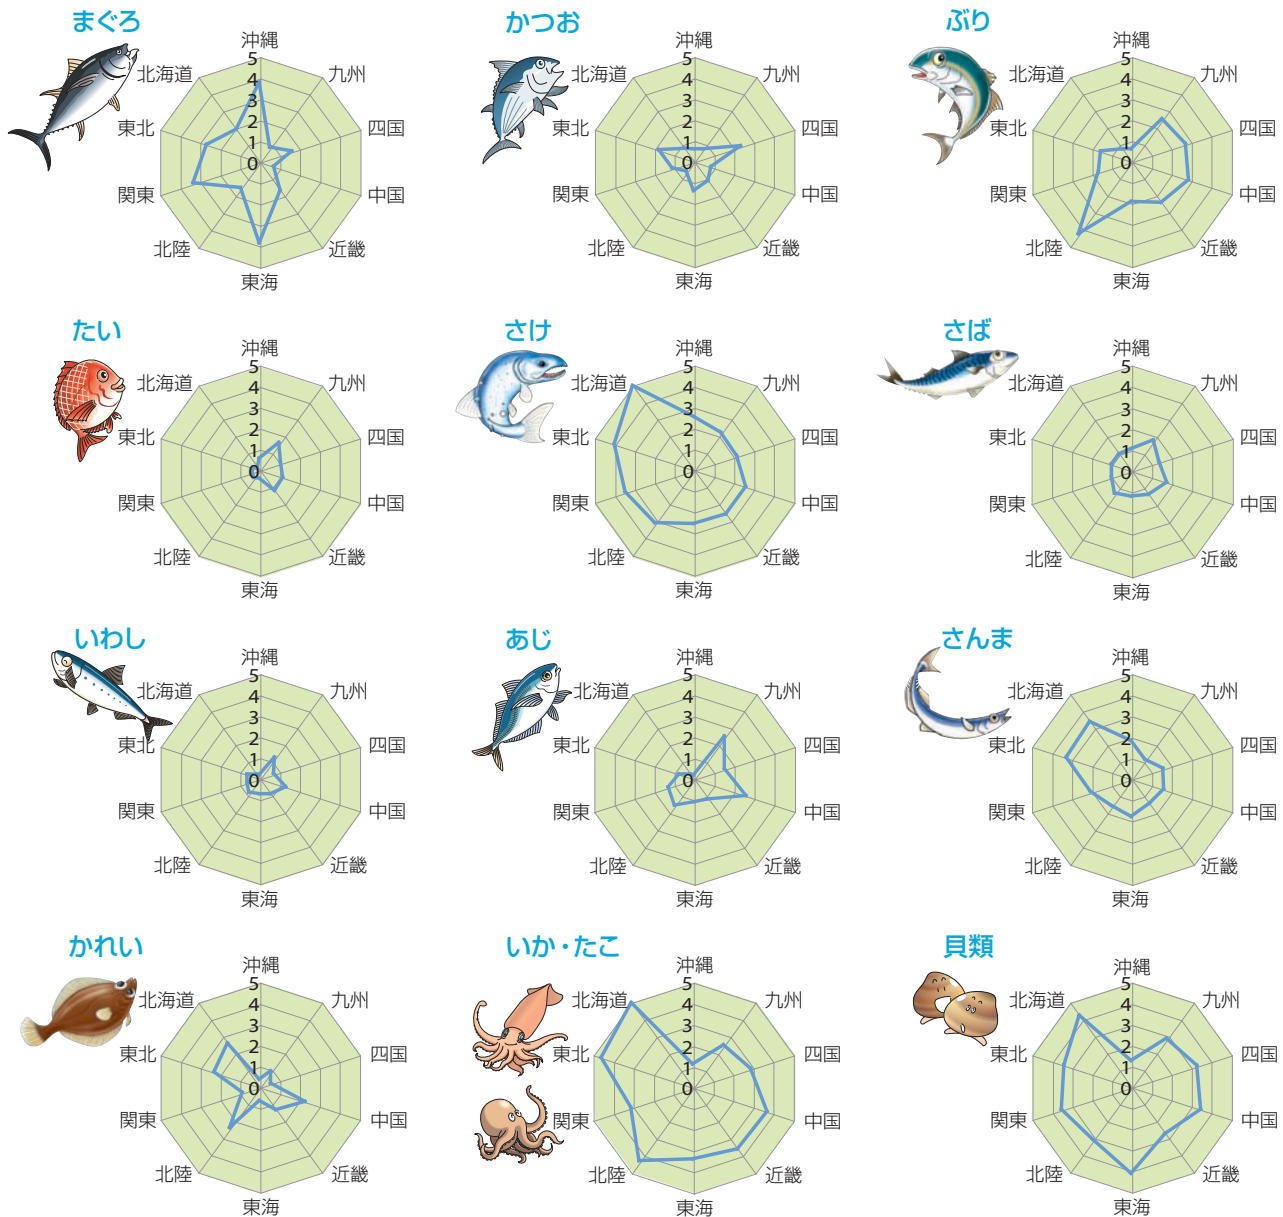 まぐろ
沖縄
九州
四国
中国
近畿
東海
北陸
関東
東北
北海道
5
4
3
2
1
0
かつお
沖縄
九州
四国
中国
近畿
東海
北陸
関東
東北
北海道
5
4
3
2
1
0
ぶり
沖縄
九州
四国
中国
近畿
東海
北陸
関東
東北
北海道
5
4
3
2
1
0
たい
沖縄
九州
四国
中国
近畿
東海
北陸
関東
東北
北海道
5
4
3
2
1
0
さけ
沖縄
九州
四国
中国
近畿
東海
北陸
関東
東北
北海道
5
4
3
2
1
0
さば
沖縄
九州
四国
中国
近畿
東海
北陸
関東
東北
北海道
5
4
3
2
1
0
いわし
沖縄
九州
四国
中国
近畿
東海
北陸
関東
東北
北海道
5
4
3
2
1
0
あじ
沖縄
九州
四国
中国
近畿
東海
北陸
関東
東北
北海道
5
4
3
2
1
0
さんま
沖縄
九州
四国
中国
近畿
東海
北陸
関東
東北
北海道
5
4
3
2
1
0
かれい
沖縄
九州
四国
中国
近畿
東海
北陸
関東
東北
北海道
5
4
3
2
1
0
いか・たこ
沖縄
九州
四国
中国
近畿
東海
北陸
関東
東北
北海道
5
4
3
2
1
0
貝類
沖縄
九州
四国
中国
近畿
東海
北陸
関東
東北
北海道
5
4
3
2
1
0